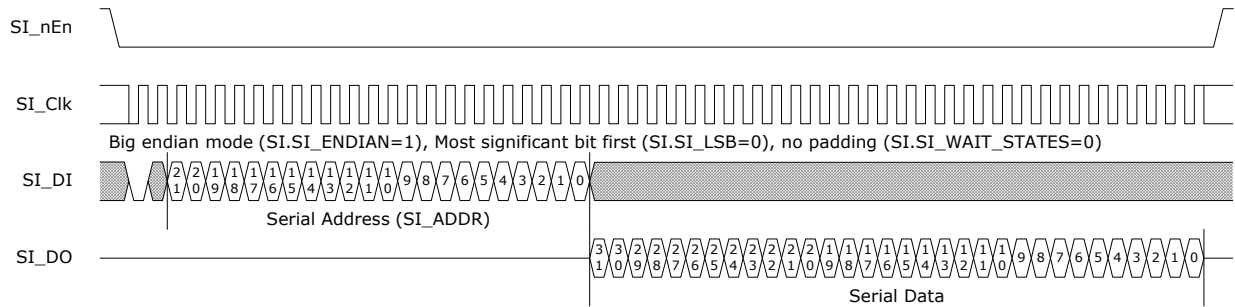 SI_nEn
SI_Clk
Big endian mode (SI.SI_ENDIAN=1), Most significant bit first (SI.SI_LSB=0), no padding (SI.SI_WAIT_STATES=0)
SI_DI 21 20 19 18 17 16 15 14 13 12 11 10 9 8 7 6 5 4 3 2 1 0
Serial Address (SI_ADDR)
SI_DO 31 30 29 28 27 26 25 24 23 22 21 20 19 18 17 16 15 14 13 12 11 10 9 8 7 6 5 4 3 2 1 0
Serial Data